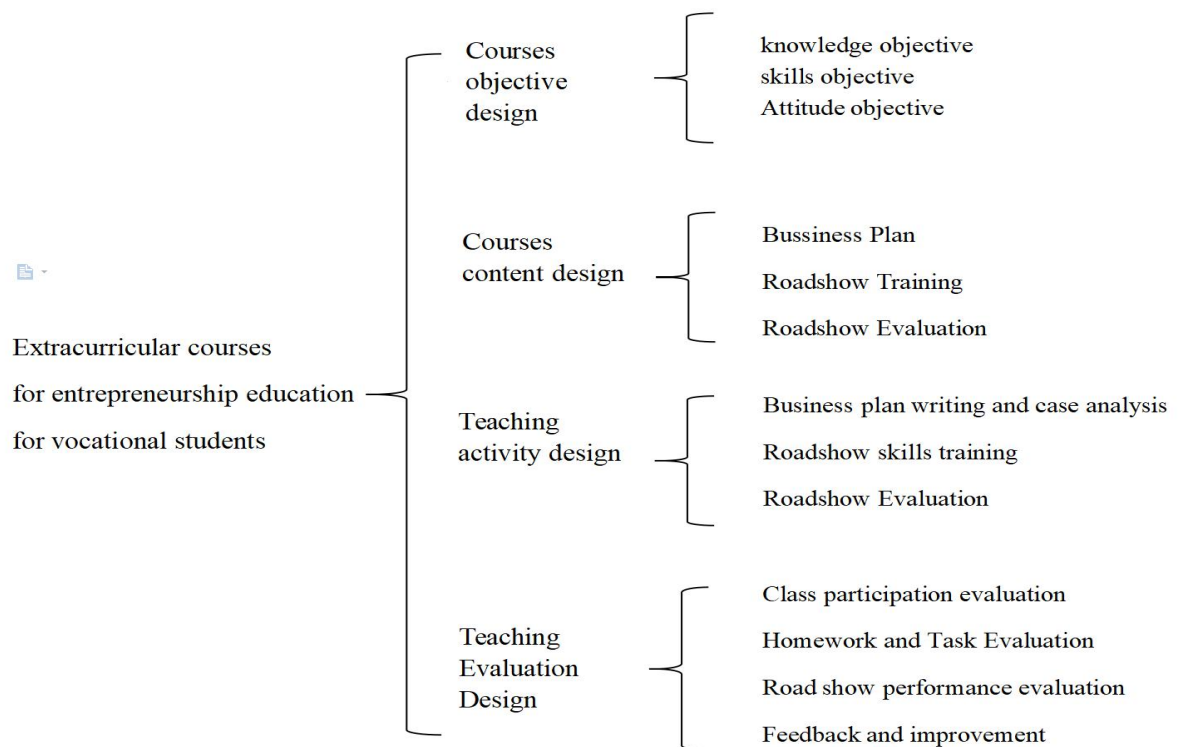 Extracurricular courses
for entrepreneurship education
for vocational students
Courses
objective
design
knowledge objective
skills objective
Attitude objective
Courses
content design
Bussiness Plan
Roadshow Training
Roadshow Evaluation
Teaching
activity design
Business plan writing and case analysis
Roadshow skills training
Roadshow Evaluation
Teaching
Evaluation
Design
Class participation evaluation
Homework and Task Evaluation
Road show performance evaluation
Feedback and improvement